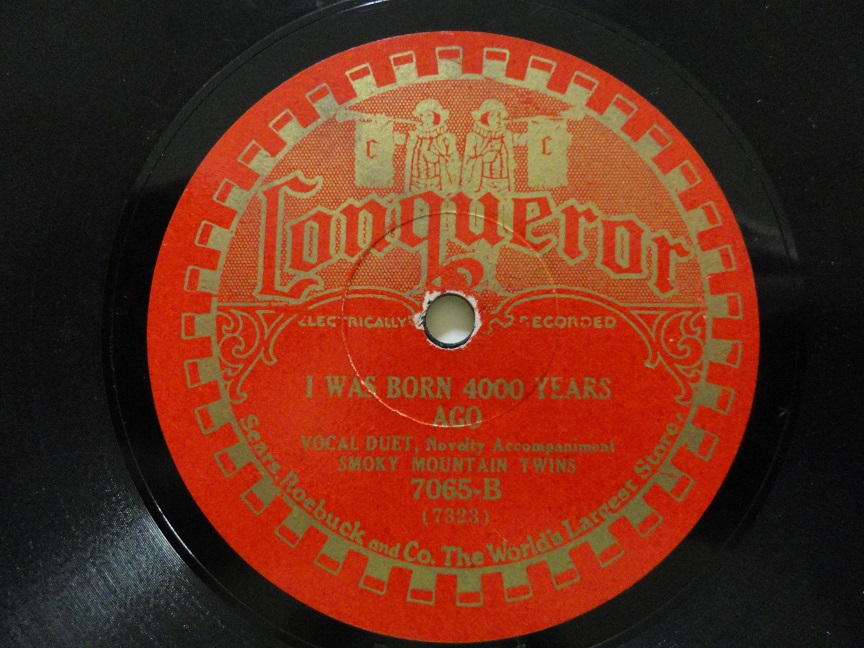 C C
Conqueror
ELECTRICALLY RECORDED
I WAS BORN 4000 YEARS
AGO
VOCAL DUET, Novelty Accompaniment
SMOKY MOUNTAIN TWINS
7065-B
(7323)
Sears, Roebuck and Co. The World's Largest Store.